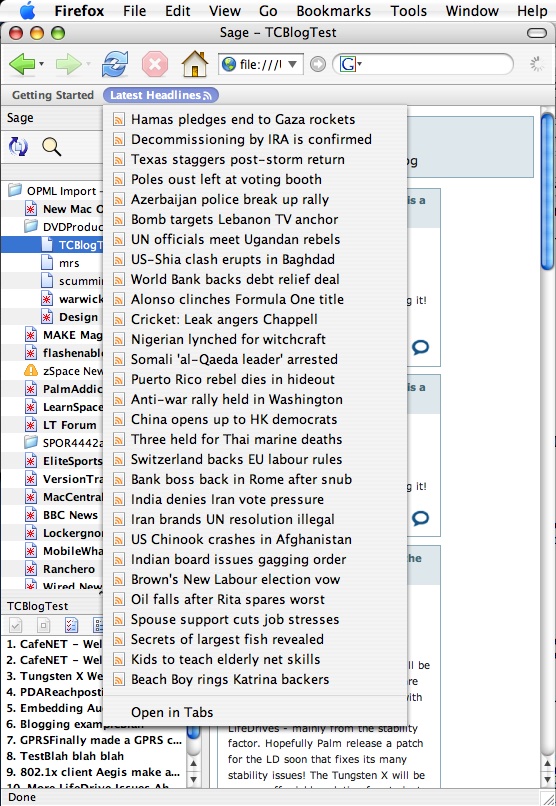 Firefox File Edit View Go Bookmarks Tools Window Help
Sage – TCBlogTest
file:///
G
Getting Started Latest Headlines
Sage
OPML Import –
New Mac O
DVDProduc
TCBlogT
mrs
scumming
warwick
Design
MAKE Mag
flashenabl
zSpace New
PalmAddic
LearnSpace
LT Forum
SPOR4442a
EliteSports
VersionTra
MacCentral
BBC News
Lockergno
MobileWha
Ranchero
Wired New
Hamas pledges end to Gaza rockets
Decommissioning by IRA is confirmed
Texas staggers post-storm return
Poles oust left at voting booth
Azerbaijan police break up rally
Bomb targets Lebanon TV anchor
UN officials meet Ugandan rebels
US-Shia clash erupts in Baghdad
World Bank backs debt relief deal
Alonso clinches Formula One title
Cricket: Leak angers Chappell
Nigerian lynched for witchcraft
Somali 'al-Qaeda leader' arrested
Puerto Rico rebel dies in hideout
Anti-war rally held in Washington
China opens up to HK democrats
Three held for Thai marine deaths
Switzerland backs EU labour rules
Bank boss back in Rome after snub
India denies Iran vote pressure
Iran brands UN resolution illegal
US Chinook crashes in Afghanistan
Indian board issues gagging order
Brown's New Labour election vow
Oil falls after Rita spares worst
Spouse support cuts job stresses
Secrets of largest fish revealed
Kids to teach elderly net skills
Beach Boy rings Katrina backers
Open in Tabs
og
is a
g it!
is a
g it!
he
ll be
are
with
LifeDrives - mainly from the stability
factor. Hopefully Palm release a patch
for the LD soon that fixes its many
stability issues! The Tungsten X will be
TCBlogTest
1. CafeNET – Wel
2. CafeNET – Wel
3. Tungsten X We
4. PDAReachposti
5. Embedding Au
6. Blogging exampleBlah
7. GPRSFinally made a GPRS c...
8. TestBlah blah blah
9. 802.1x client Aegis make a...
10. More LifeDrive Issues Ab
Done